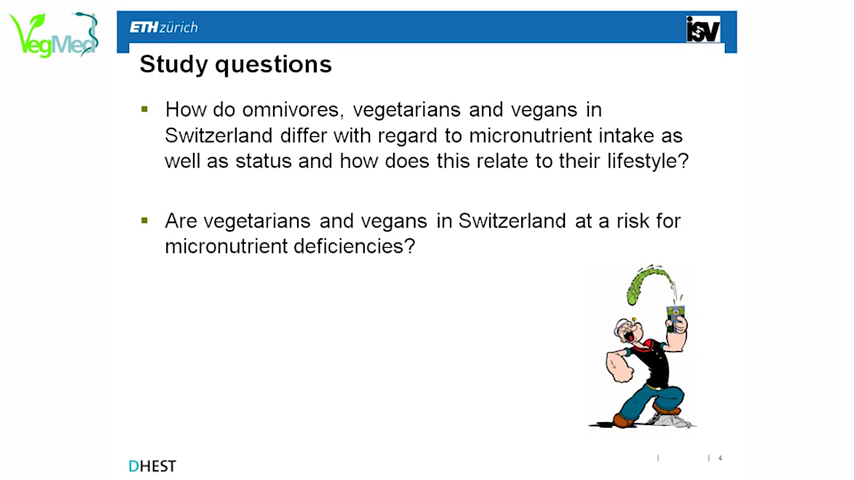 VegMed
ETH zürich
isv
Study questions
How do omnivores, vegetarians and vegans in
Switzerland differ with regard to micronutrient intake as
well as status and how does this relate to their lifestyle?
Are vegetarians and vegans in Switzerland at a risk for
micronutrient deficiencies?
DHEST
| | 4